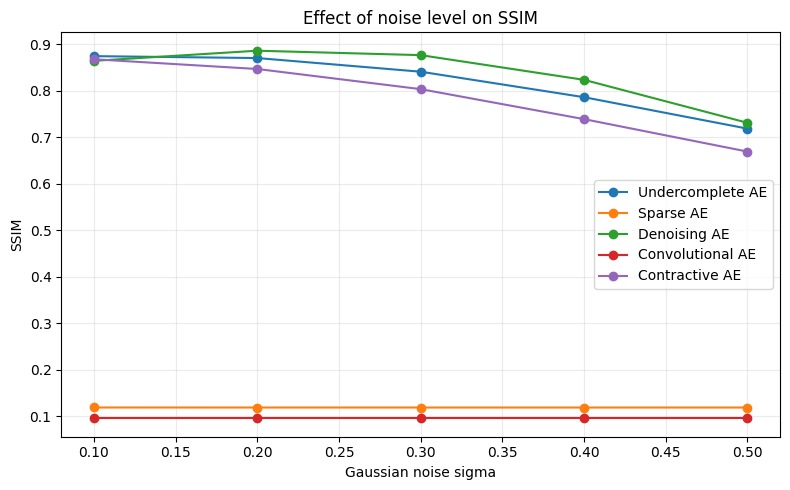 Effect of noise level on SSIM
SSIM
0.9
0.8
0.7
0.6
0.5
0.4
0.3
0.2
0.1
Undercomplete AE
Sparse AE
Denoising AE
Convolutional AE
Contractive AE
0.10 0.15 0.20 0.25 0.30 0.35 0.40 0.45 0.50
Gaussian noise sigma